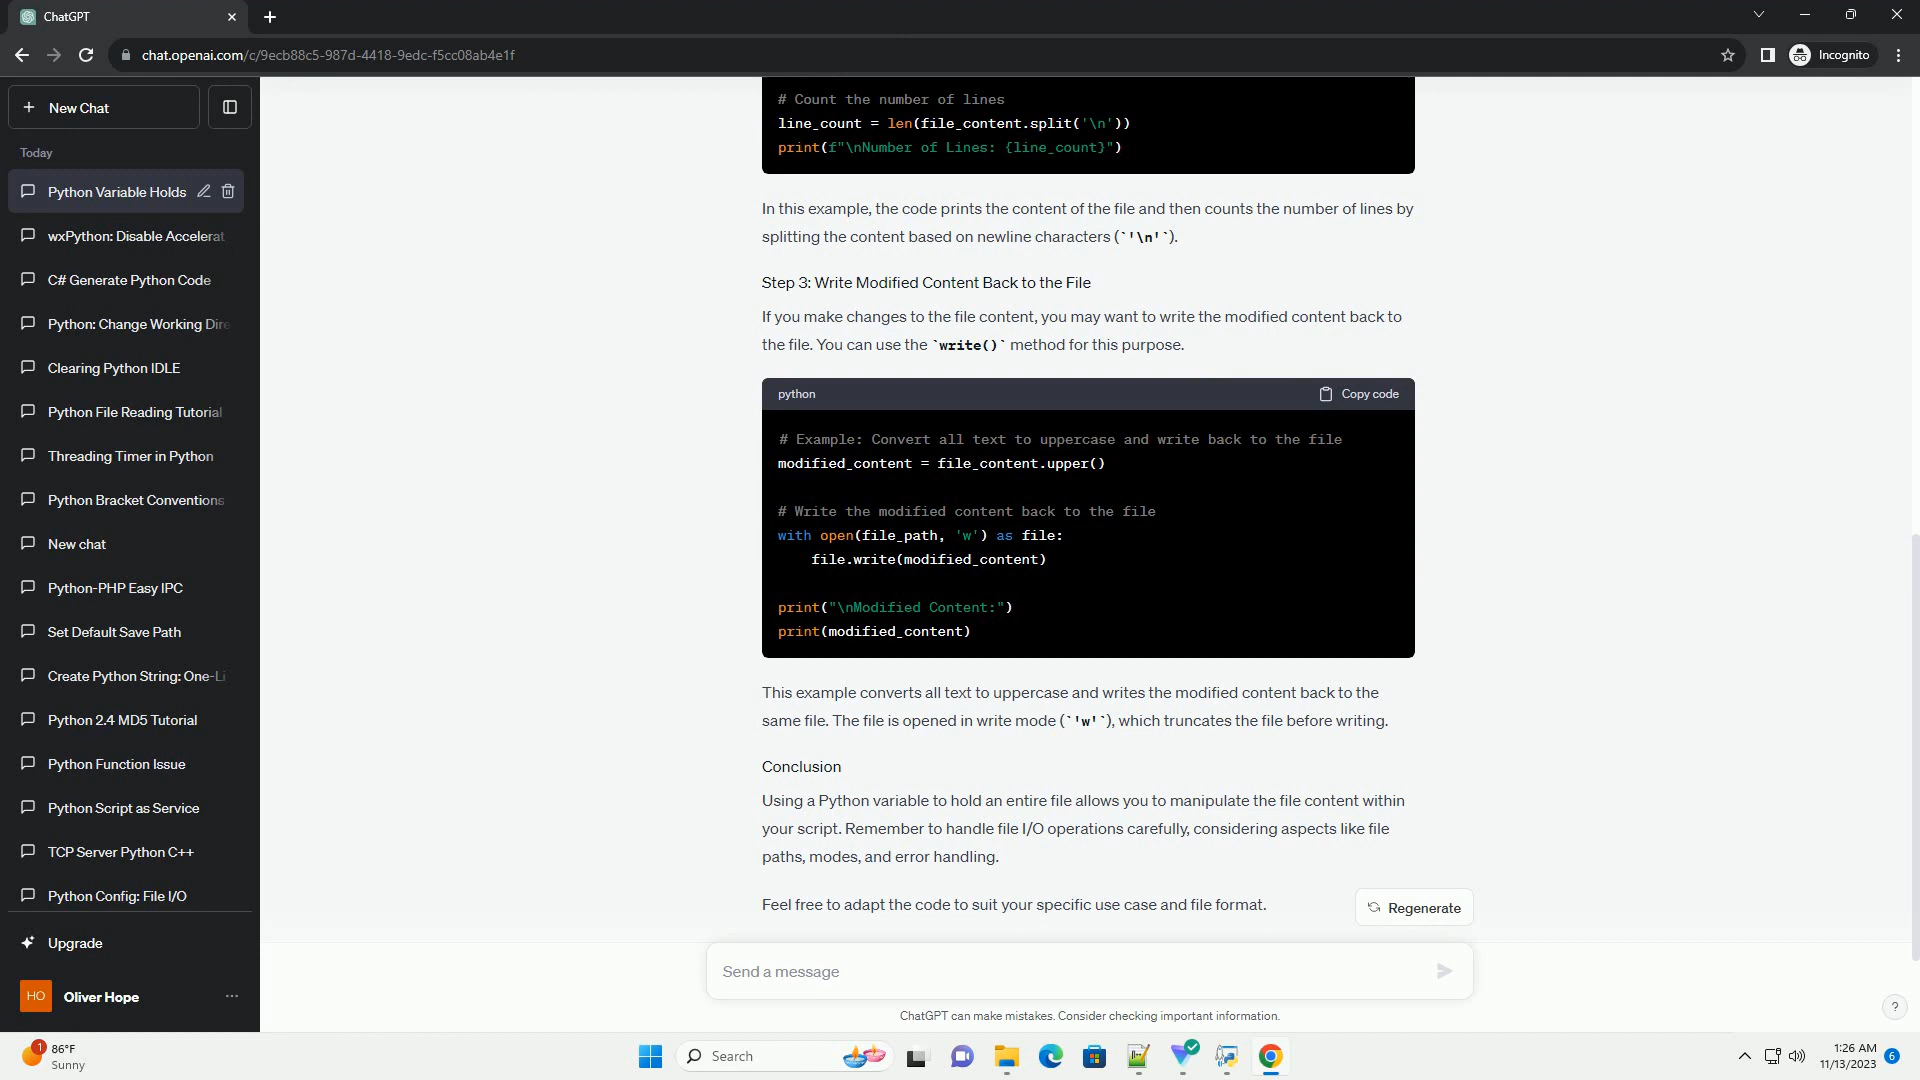 ChatGPT
chat.openai.com/c/9ecb88c5-987d-4418-9edc-f5cc08ab4e1f
Incognito
New Chat
Today
Python Variable Holds
wxPython: Disable Accelerat
C# Generate Python Code
Python: Change Working Dire
Clearing Python IDLE
Python File Reading Tutorial
Threading Timer in Python
Python Bracket Conventions
New chat
Python-PHP Easy IPC
Set Default Save Path
Create Python String: One-Li
Python 2.4 MD5 Tutorial
Python Function Issue
Python Script as Service
TCP Server Python C++
Python Config: File I/O
Upgrade
HO Oliver Hope
# Count the number of lines
line_count = len(file_content.split('\n'))
print(f"\nNumber of Lines: {line_count}")
In this example, the code prints the content of the file and then counts the number of lines by
splitting the content based on newline characters (`'\n'`).
Step 3: Write Modified Content Back to the File
If you make changes to the file content, you may want to write the modified content back to
the file. You can use the `write()` method for this purpose.
python Copy code
# Example: Convert all text to uppercase and write back to the file
modified_content = file_content.upper()
# Write the modified content back to the file
with open(file_path, 'w') as file:
    file.write(modified_content)
print("\nModified Content:")
print(modified_content)
This example converts all text to uppercase and writes the modified content back to the
same file. The file is opened in write mode (`'w'`), which truncates the file before writing.
Conclusion
Using a Python variable to hold an entire file allows you to manipulate the file content within
your script. Remember to handle file I/O operations carefully, considering aspects like file
paths, modes, and error handling.
Feel free to adapt the code to suit your specific use case and file format.
Regenerate
Send a message
ChatGPT can make mistakes. Consider checking important information.
?
1
86°F
Sunny
Search
1:26 AM
11/13/2023
6